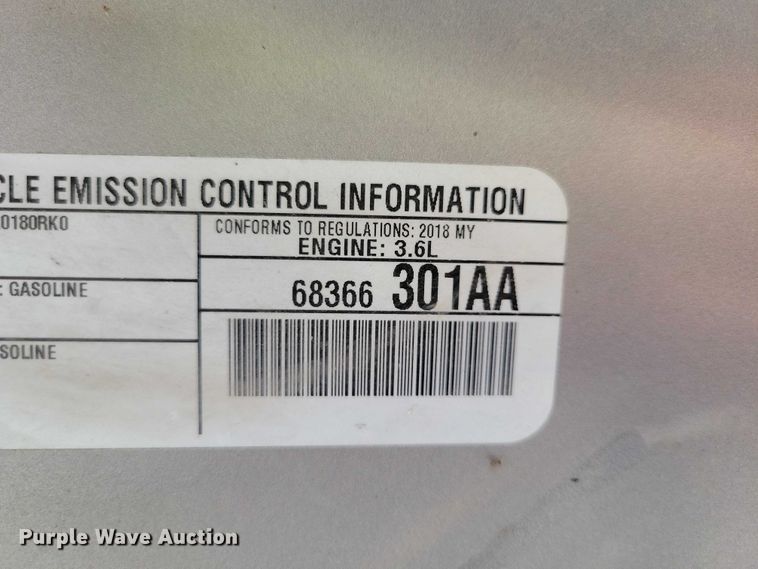 CLE EMISSION CONTROL INFORMATION
0180RK0
CONFORMS TO REGULATIONS: 2018 MY
ENGINE: 3.6L
: GASOLINE
68366 301AA
SOLINE
Purple Wave Auction